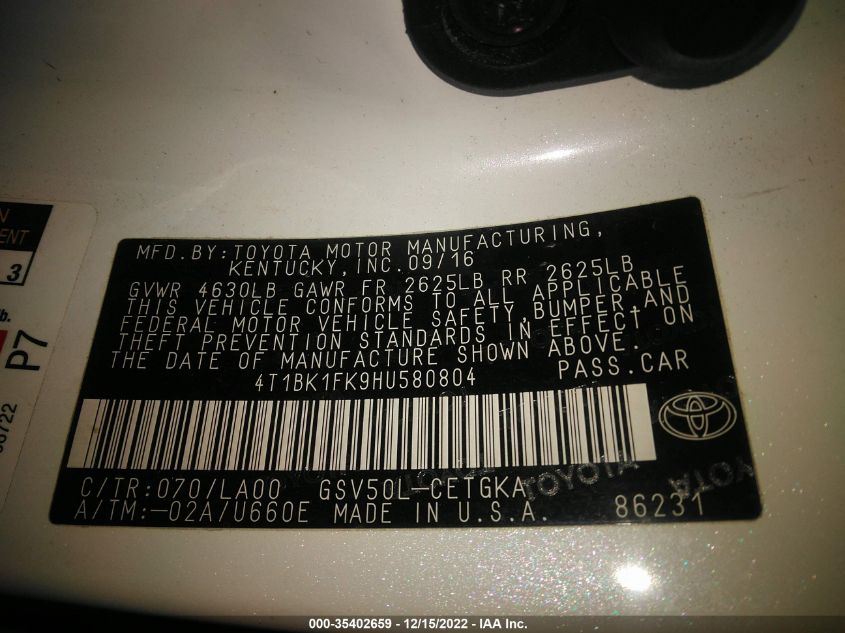 MFD.BY:TOYOTA MOTOR MANUFACTURING,
KENTUCKY,INC.09/16
GVWR 4630LB GAWR FR 2625LB RR 2625LB
THIS VEHICLE CONFORMS TO ALL APPLICABLE
FEDERAL MOTOR VEHICLE SAFETY,BUMPER,AND
THEFT PREVENTION STANDARDS IN EFFECT ON
THE DATE OF MANUFACTURE SHOWN ABOVE.
4T1BK1FK9HU580804 PASS.CAR
C/TR:070/LA00 GSV50L-CETGKA
A/TM:-02A/U660E MADE IN U.S.A. 86231
TOYOTA
TOYOTA
3
P7
000-35402659 - 12/15/2022 - IAA Inc.